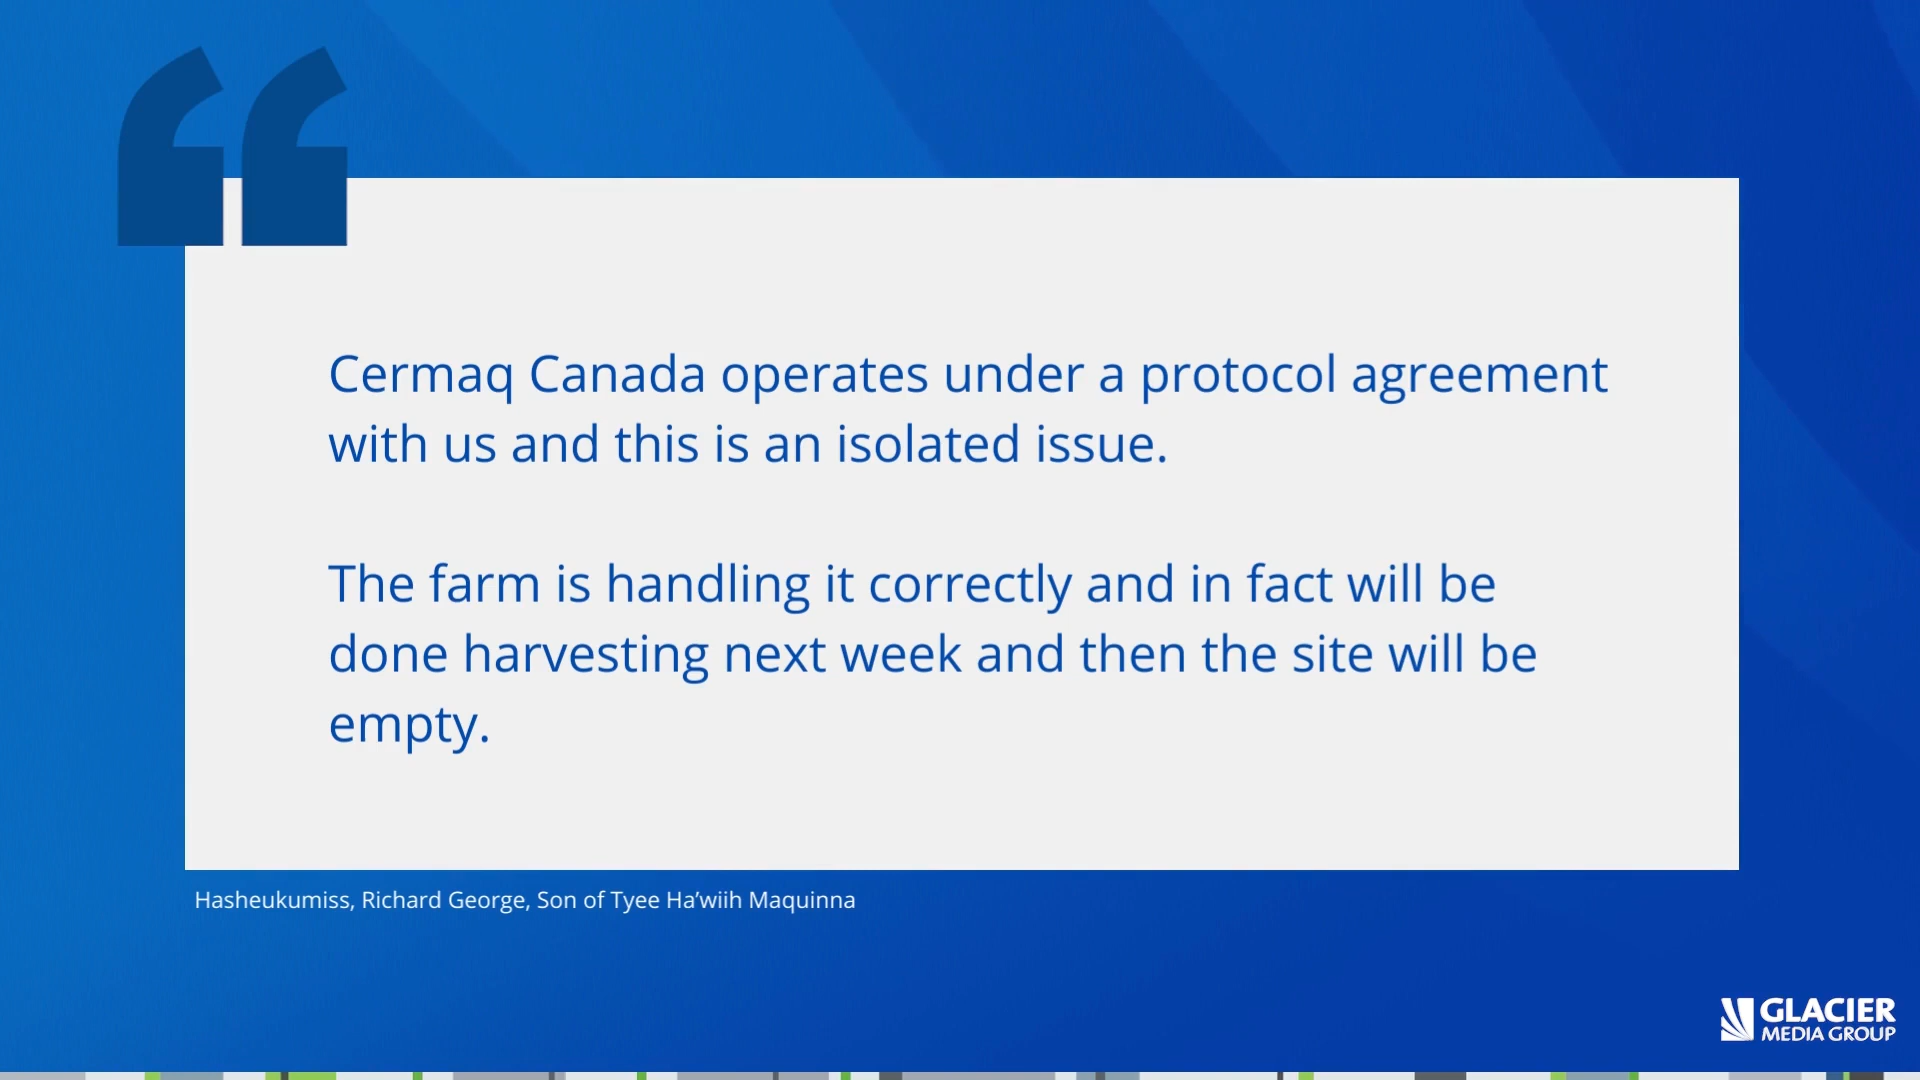 Cermaq Canada operates under a protocol agreement
with us and this is an isolated issue.
The farm is handling it correctly and in fact will be
done harvesting next week and then the site will be
empty.
Hasheukumiss, Richard George, Son of Tyee Ha’wiih Maquinna
GLACIER
MEDIA GROUP